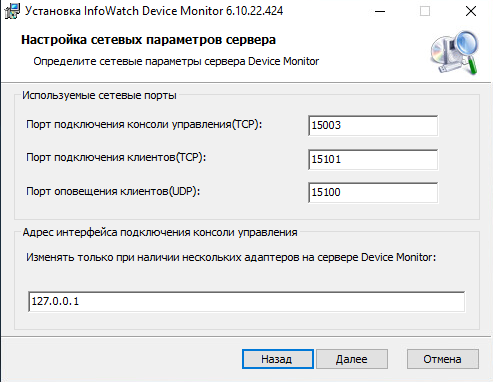 Установка InfoWatch Device Monitor 6.10.22.424
Настройка сетевых параметров сервера
Определите сетевые параметры сервера Device Monitor
Используемые сетевые порты
Порт подключения консоли управления(TCP):
15003
Порт подключения клиентов(TCP):
15101
Порт оповещения клиентов(UDP):
15100
Адрес интерфейса подключения консоли управления
Изменять только при наличии нескольких адаптеров на сервере Device Monitor:
127.0.0.1
Назад
Далее
Отмена